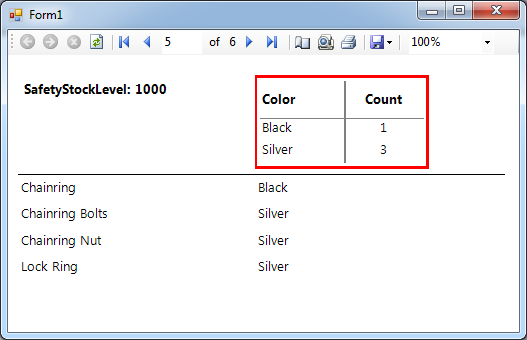 Form1
5 of 6 100%
SafetyStockLevel: 1000
Color Count
Black 1
Silver 3
Chainring Black
Chainring Bolts Silver
Chainring Nut Silver
Lock Ring Silver